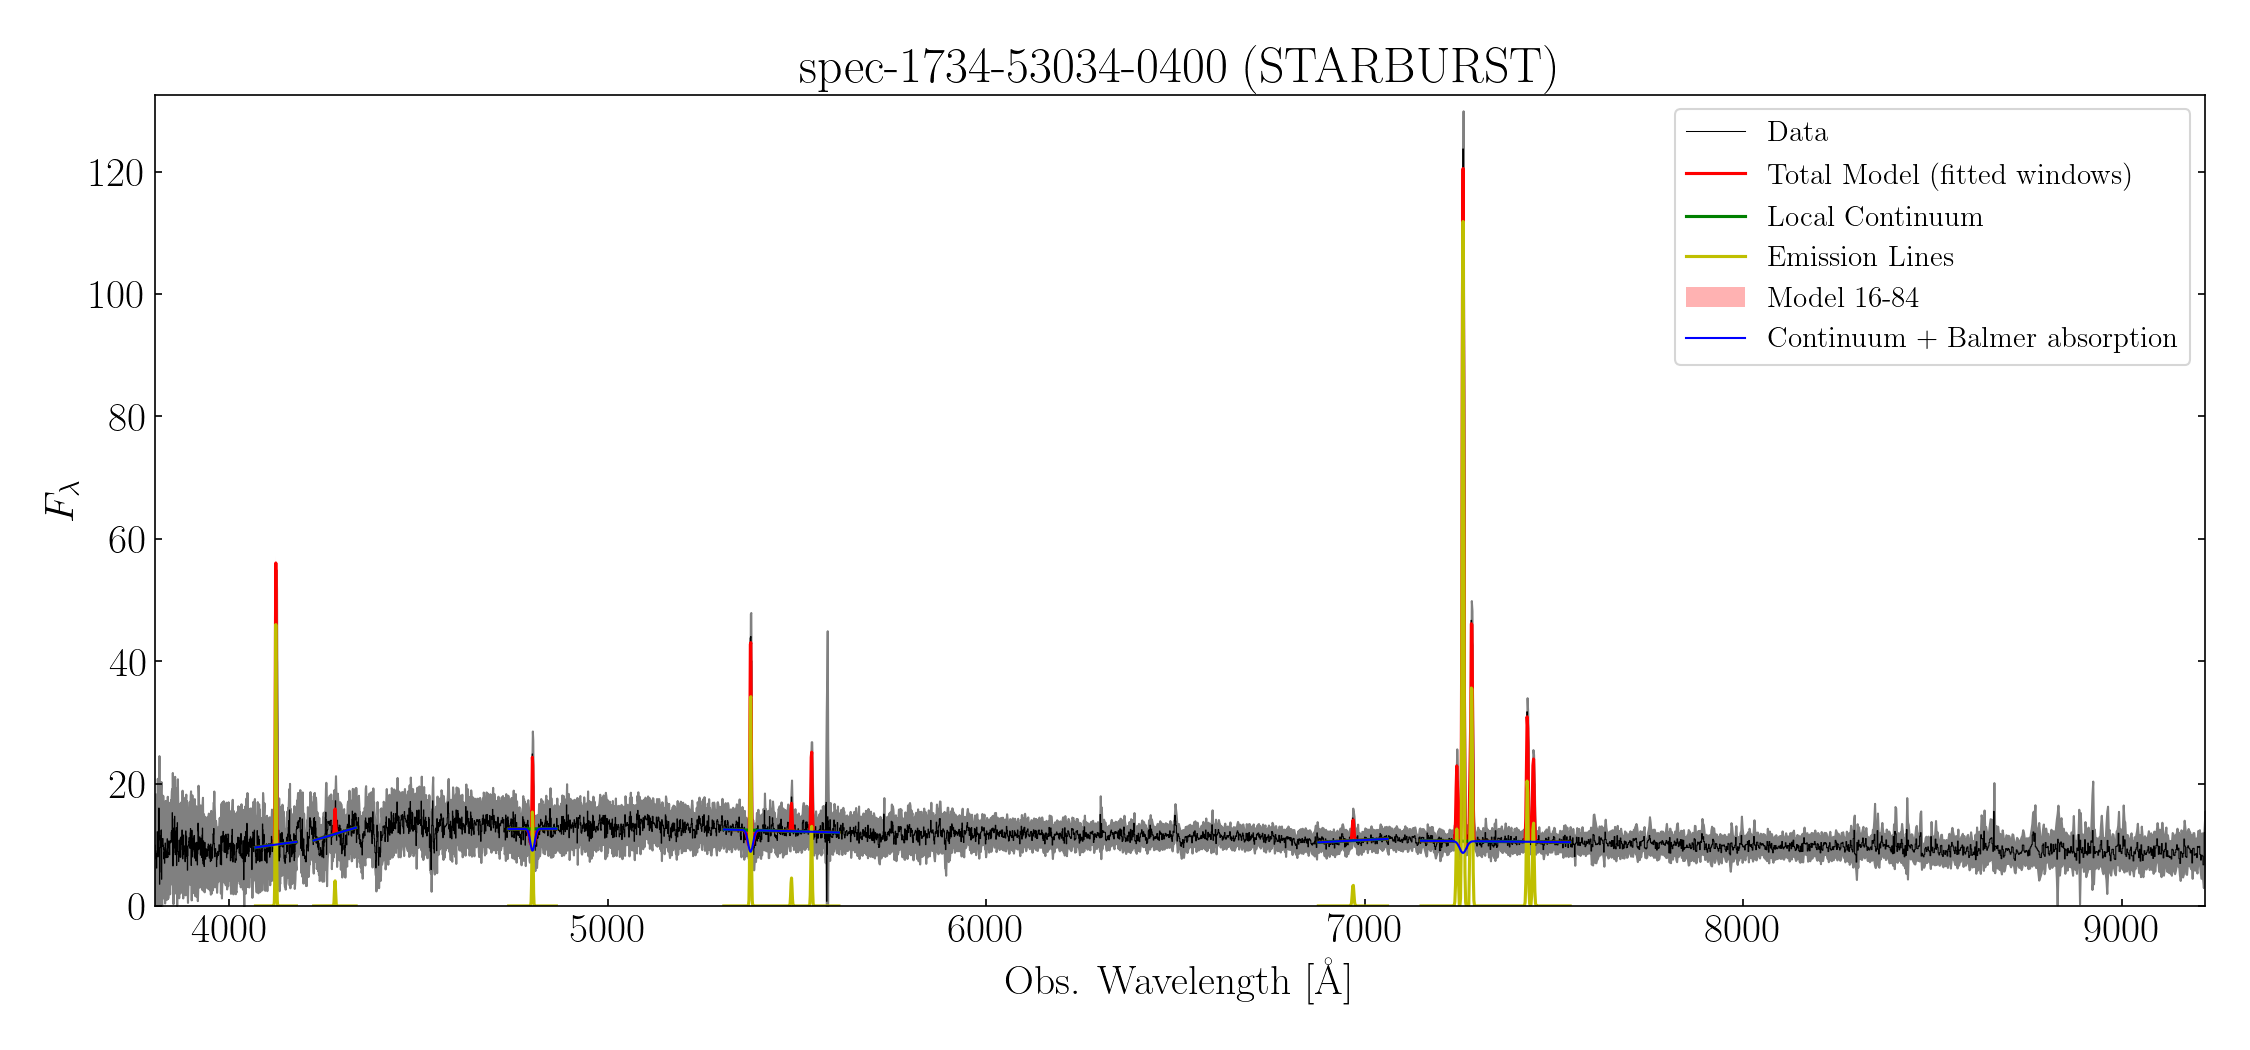 spec-1734-53034-0400 (STARBURST)
Data
Total Model (fitted windows)
Local Continuum
Emission Lines
Model 16-84
Continuum + Balmer absorption
120
100
80
60
40
20
0
F_λ
4000 5000 6000 7000 8000 9000
Obs. Wavelength [Å]